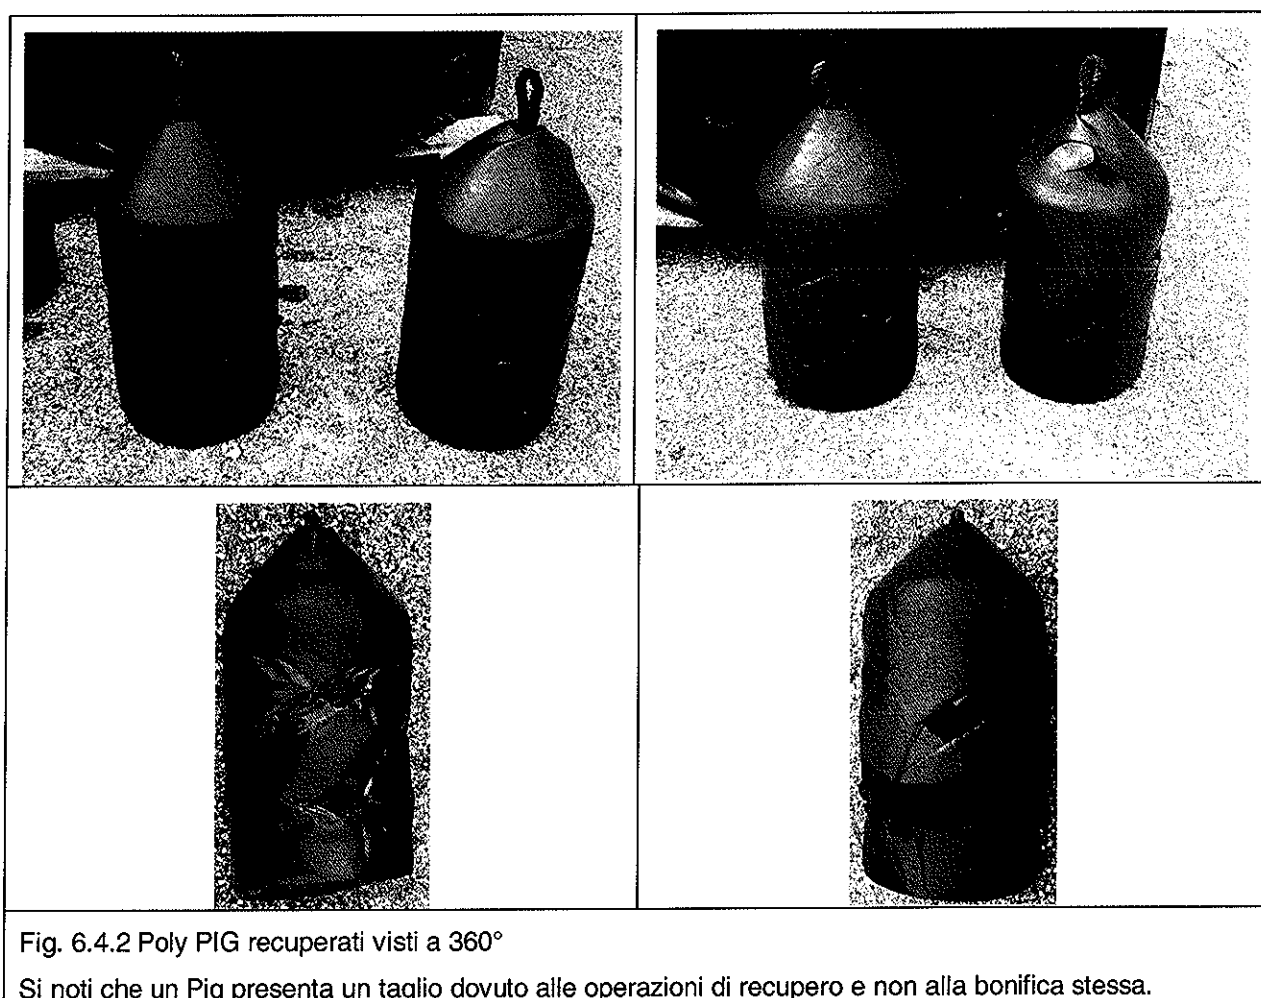 Fig. 6.4.2 Poly PIG recuperati visti a 360°
Si noti che un Pig presenta un taglio dovuto alle operazioni di recupero e non alla bonifica stessa.